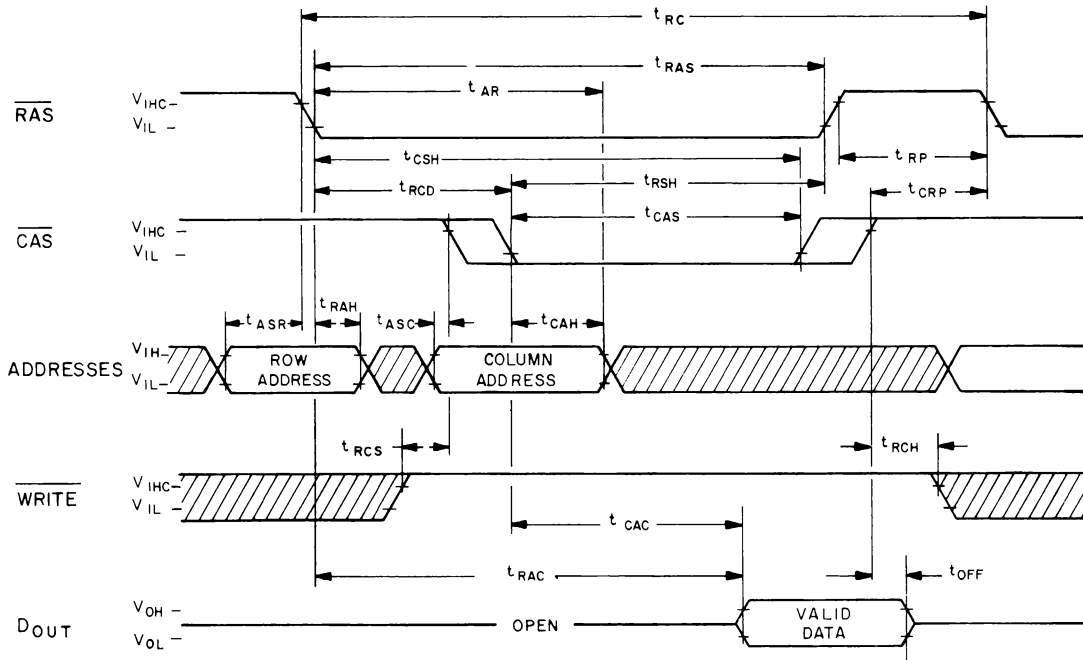 tRC
tRAS
tAR
RAS
VIHC
VIL
tCSH
tRP
tRCD
tRSH
tCRP
tCAS
CAS
VIHC
VIL
tASR
tRAH
tASC
tCAH
ADDRESSES
VIH
VIL
ROW
ADDRESS
COLUMN
ADDRESS
tRCS
tRCH
WRITE
VIHC
VIL
tCAC
tRAC
tOFF
DOUT
VOH
VOL
OPEN
VALID
DATA